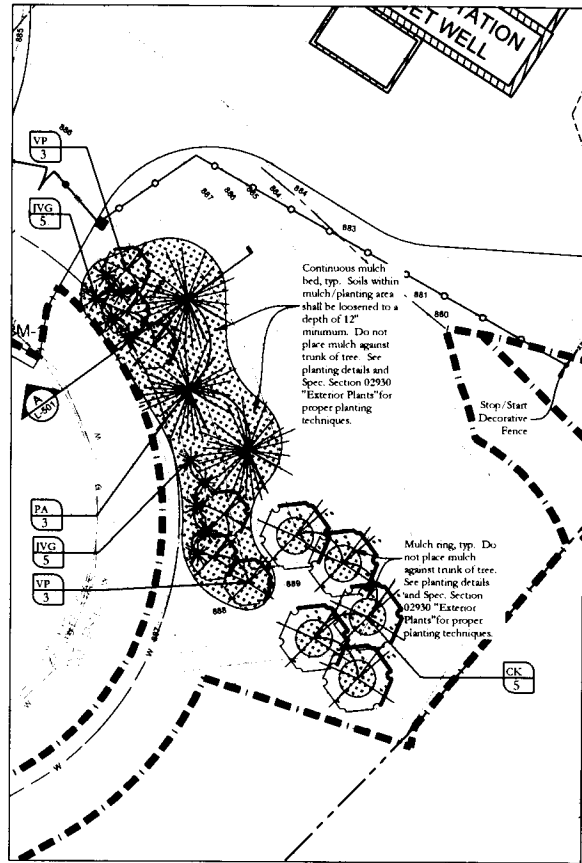 TATION
ET WELL
885
886
VP
3
JVG
5
887
886
885
884
884
883
881
880
Continuous mulch
bed, typ. Soils within
mulch/planting area
shall be loosened to a
depth of 12"
minimum. Do not
place mulch against
trunk of tree. See
planting details and
Spec. Section 02930
"Exterior Plants" for
proper planting
techniques.
M-
A
L-501
Stop/Start
Decorative
Fence
PA
3
JVG
5
VP
3
Mulch ring, typ. Do
not place mulch
against trunk of tree.
See planting details
and Spec. Section
02930 "Exterior
Plants" for proper
planting techniques.
889
888
887
CK
5
W
G
W
G
W
W
W